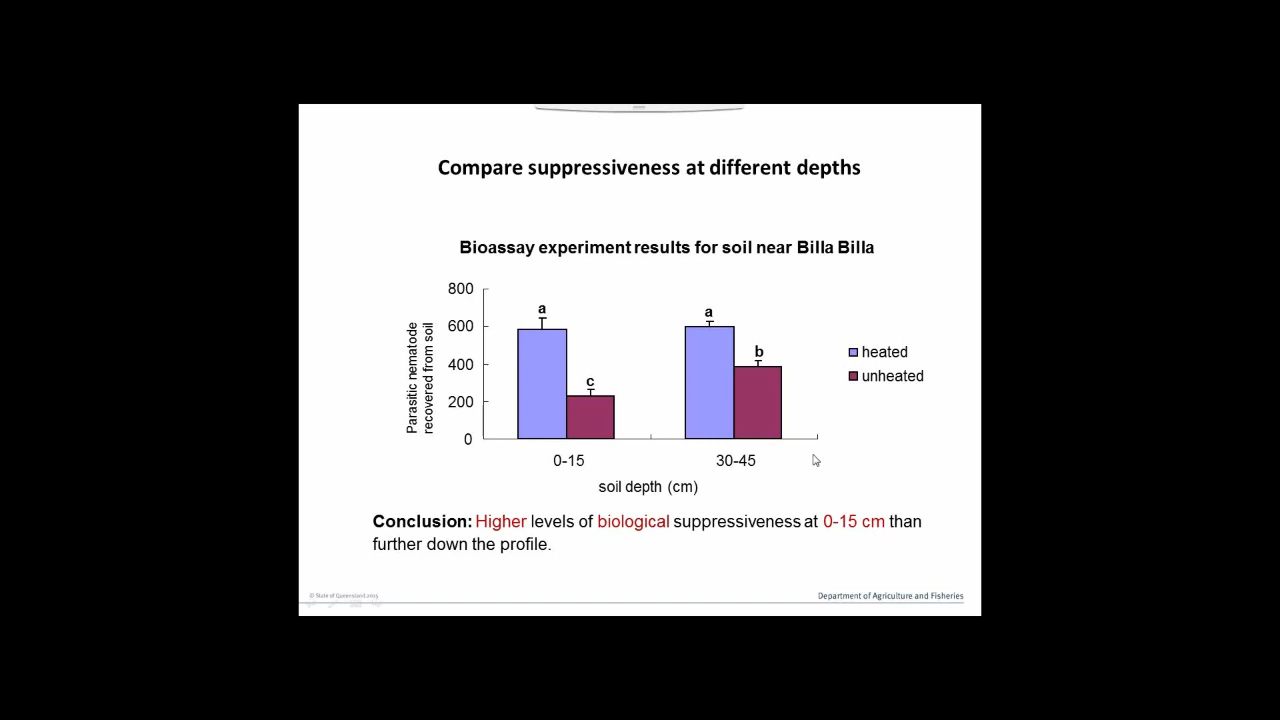 Compare suppressiveness at different depths
Bioassay experiment results for soil near Billa Billa
800
600
400
200
0
Parasitic nematode
recovered from soil
a
c
a
b
heated
unheated
0-15
30-45
soil depth (cm)
Conclusion: Higher levels of biological suppressiveness at 0-15 cm than
further down the profile.
© State of Queensland 2015
Department of Agriculture and Fisheries